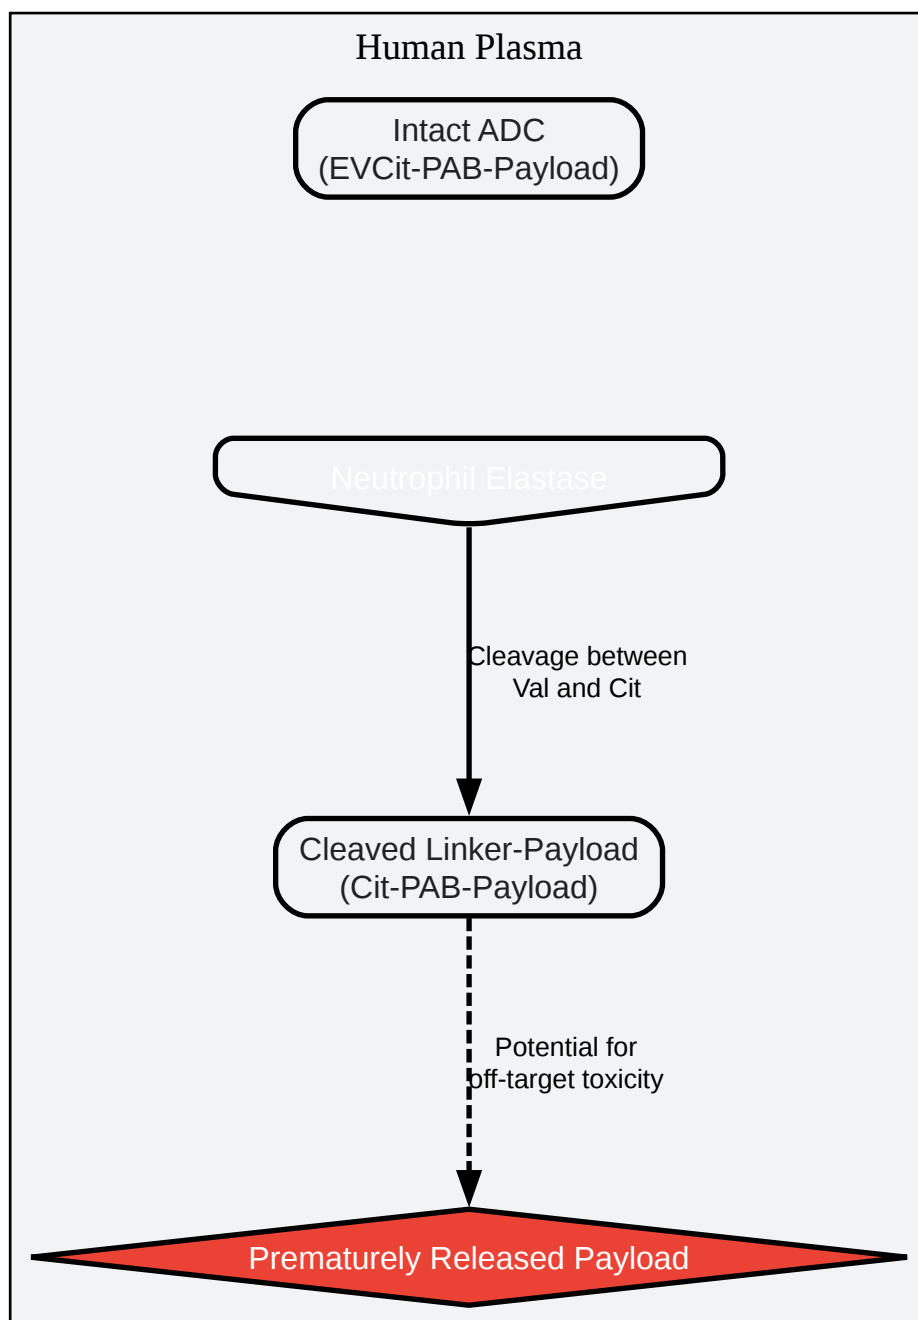 Human Plasma
Intact ADC
(EVCit-PAB-Payload)
Neutrophil Elastase
Cleavage between
Val and Cit
Cleaved Linker-Payload
(Cit-PAB-Payload)
Potential for
off-target toxicity
Prematurely Released Payload